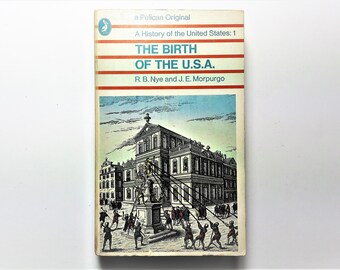 a Pelican Original
A History of the United States: 1
THE BIRTH
OF THE U.S.A.
R. B. Nye and J. E. Morpurgo